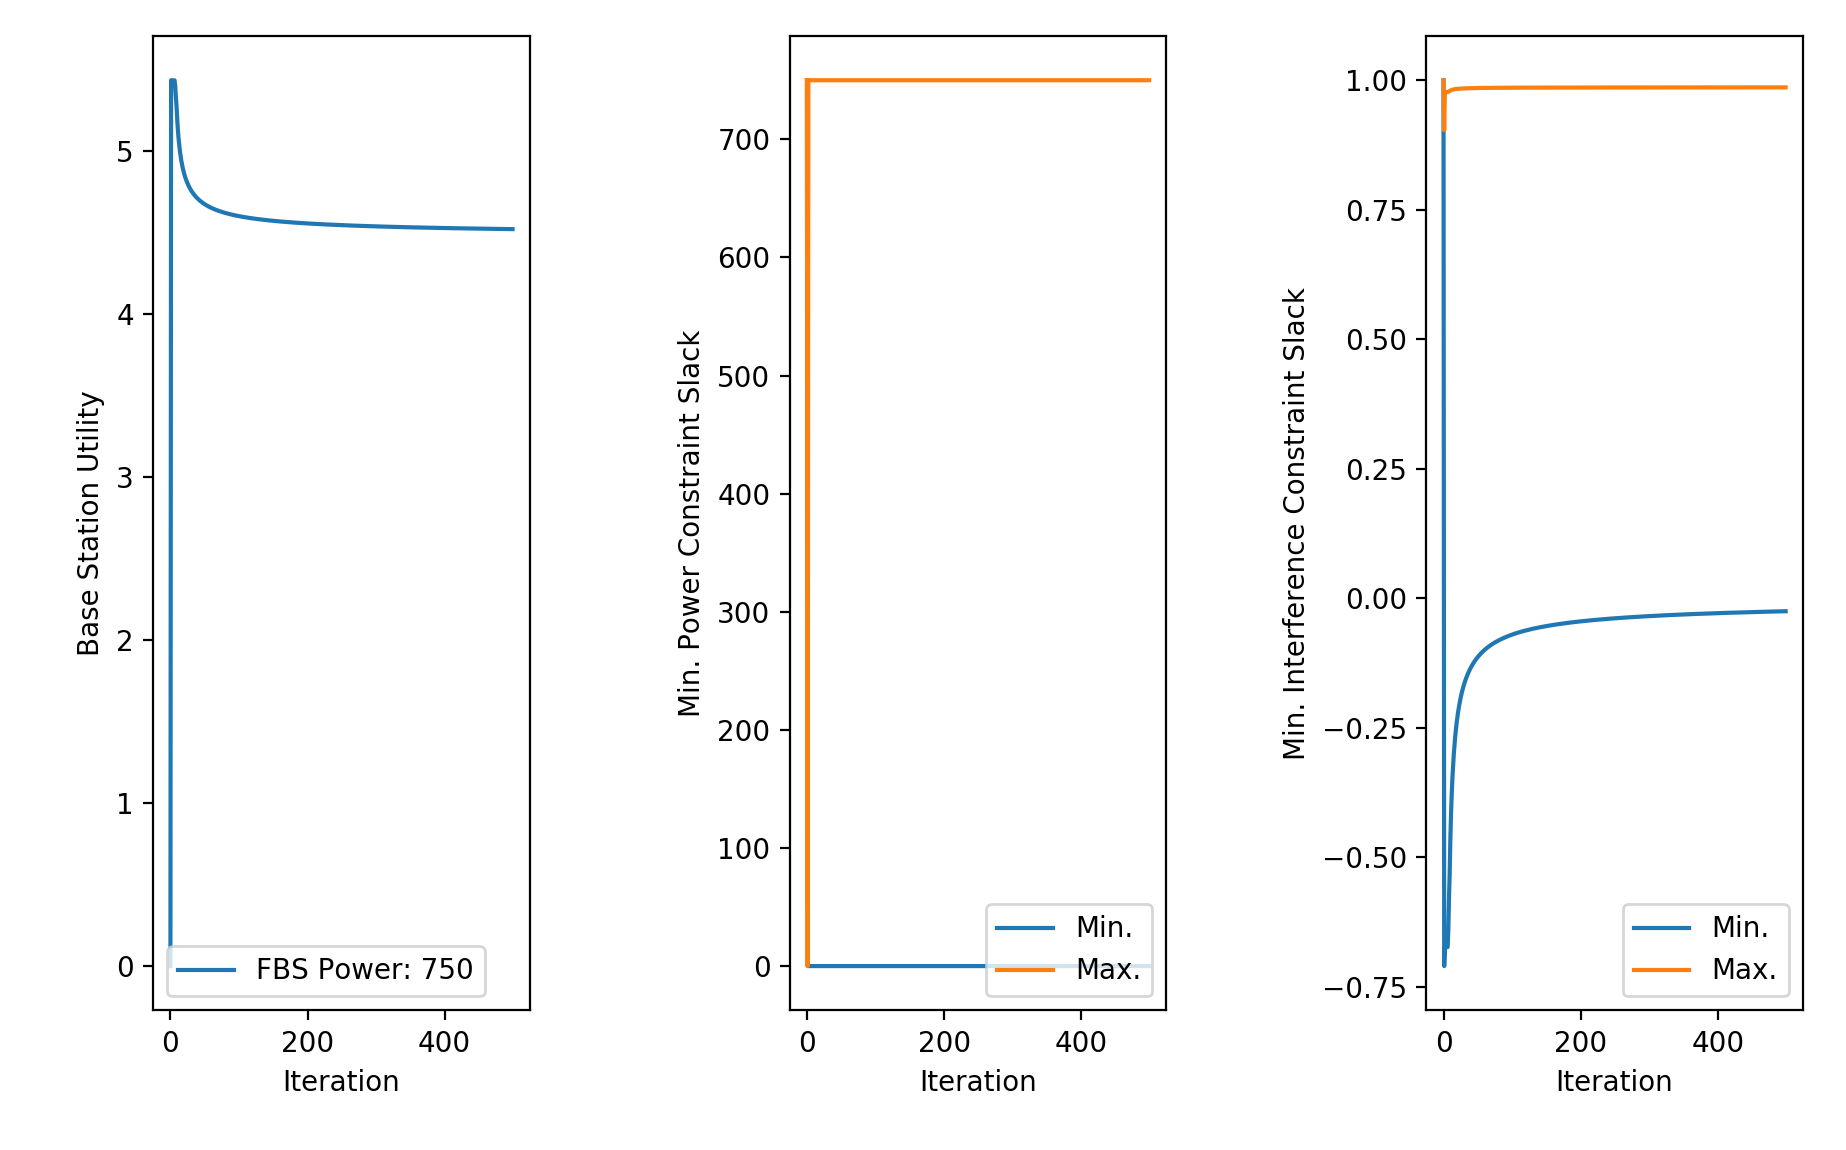 Base Station Utility
5
4
3
2
1
0
FBS Power: 750
0 200 400
Iteration
Min. Power Constraint Slack
700
600
500
400
300
200
100
0
Min.
Max.
0 200 400
Iteration
Min. Interference Constraint Slack
1.00
0.75
0.50
0.25
0.00
−0.25
−0.50
−0.75
Min.
Max.
0 200 400
Iteration